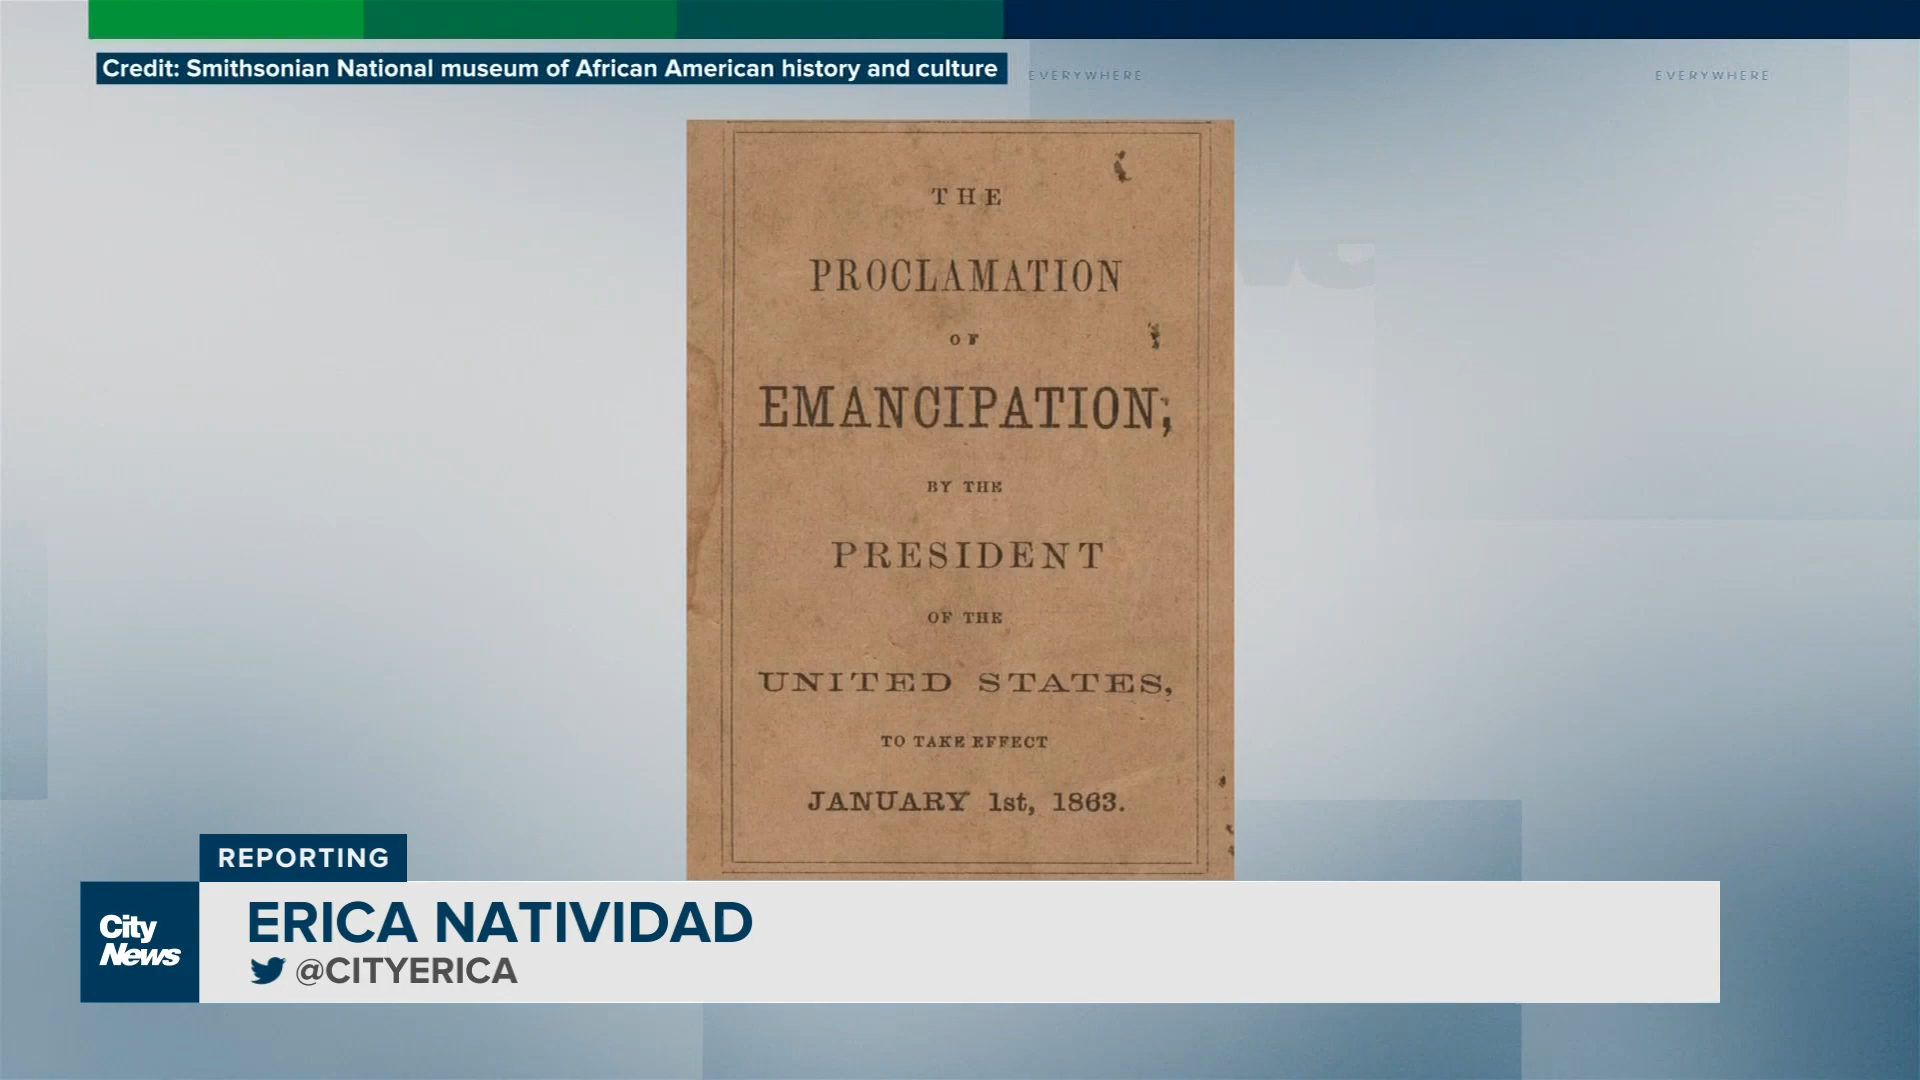 Credit: Smithsonian National museum of African American history and culture
EVERYWHERE
EVERYWHERE
THE
PROCLAMATION
OF
EMANCIPATION;
BY THE
PRESIDENT
OF THE
UNITED STATES,
TO TAKE EFFECT
JANUARY 1st, 1863.
REPORTING
City
News
ERICA NATIVIDAD
@CITYERICA